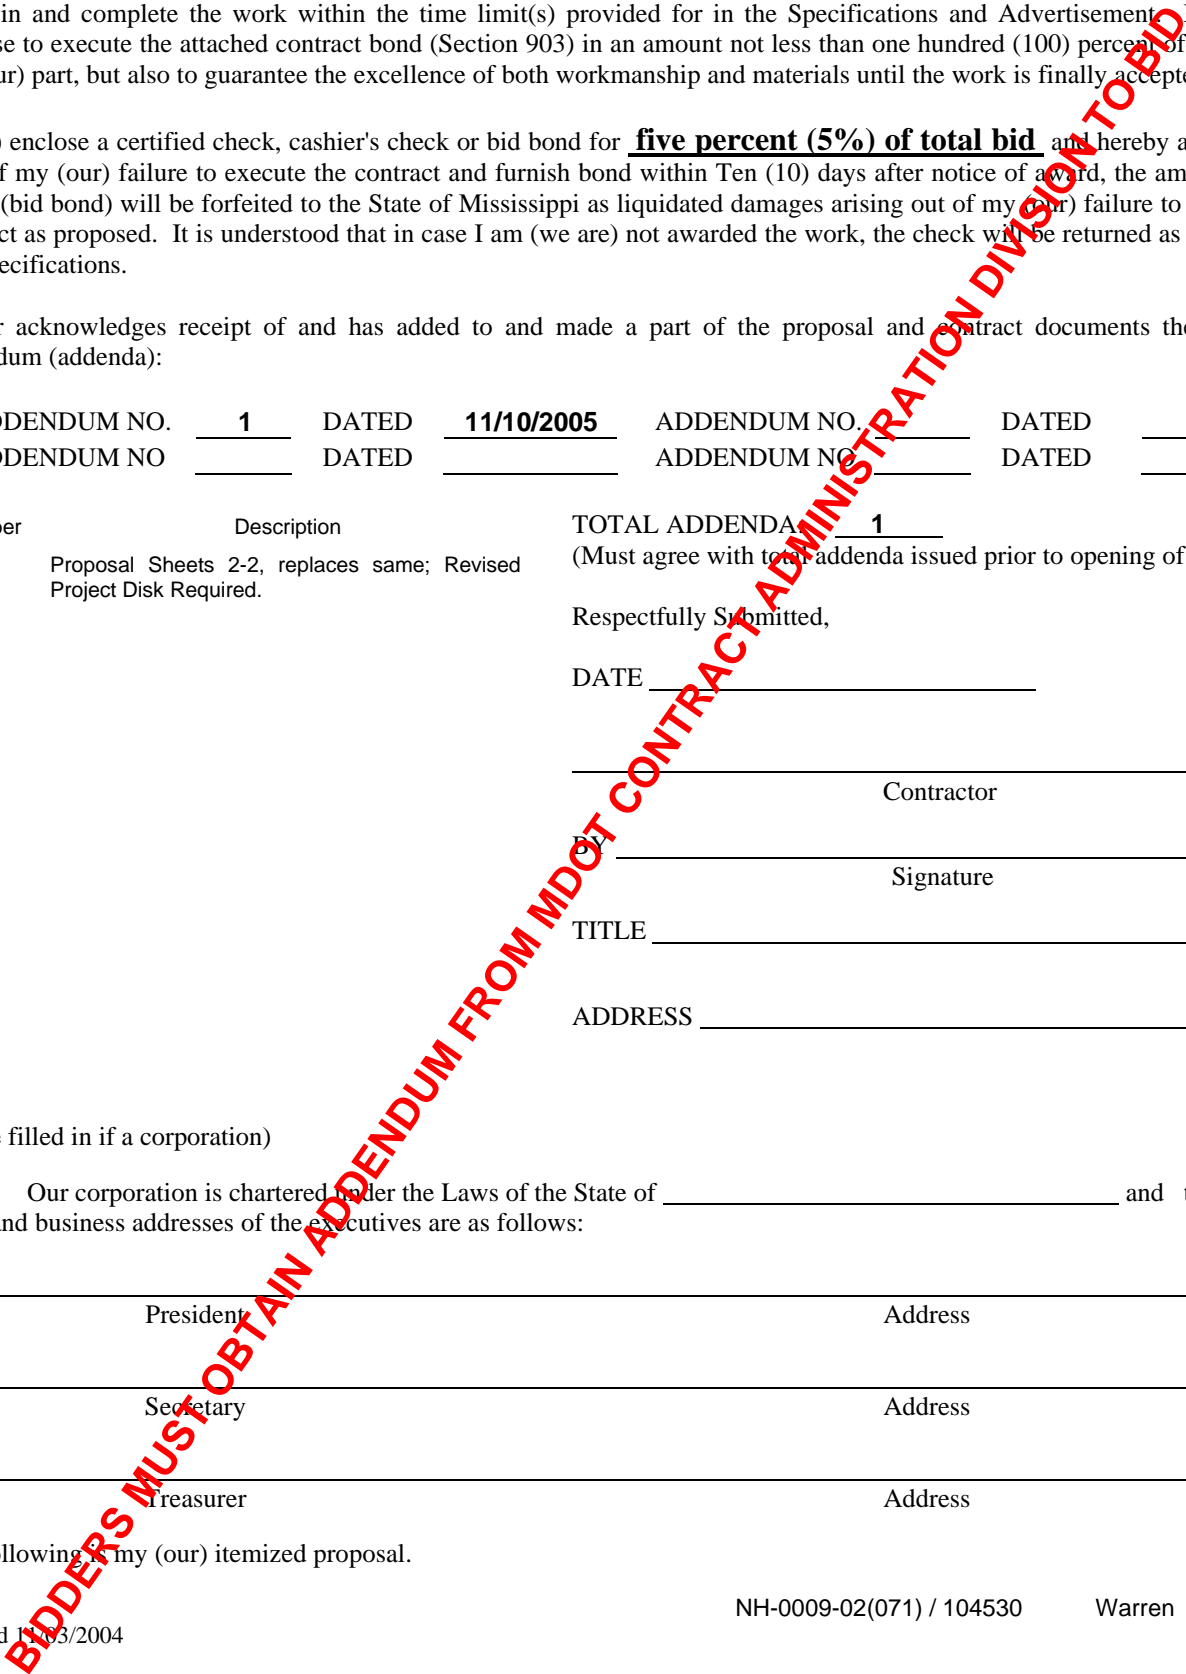 in and complete the work within the time limit(s) provided for in the Specifications and Advertisement.
se to execute the attached contract bond (Section 903) in an amount not less than one hundred (100) percent of
ur) part, but also to guarantee the excellence of both workmanship and materials until the work is finally accepte
) enclose a certified check, cashier's check or bid bond for five percent (5%) of total bid and hereby a
f my (our) failure to execute the contract and furnish bond within Ten (10) days after notice of award, the am
(bid bond) will be forfeited to the State of Mississippi as liquidated damages arising out of my (our) failure to
ct as proposed. It is understood that in case I am (we are) not awarded the work, the check will be returned as
ecifications.
r acknowledges receipt of and has added to and made a part of the proposal and contract documents the
dum (addenda):
DDENDUM NO. 1 DATED 11/10/2005 ADDENDUM NO. DATED
DDENDUM NO DATED ADDENDUM NO DATED
ber Description
TOTAL ADDENDA: 1
Proposal Sheets 2-2, replaces same; Revised
Project Disk Required.
(Must agree with total addenda issued prior to opening of
Respectfully Submitted,
DATE
Contractor
BY
Signature
TITLE
ADDRESS
e filled in if a corporation)
Our corporation is chartered under the Laws of the State of and t
and business addresses of the executives are as follows:
President Address
Secretary Address
Treasurer Address
ollowing is my (our) itemized proposal.
NH-0009-02(071) / 104530 Warren
d 11/03/2004
BIDDERS MUST OBTAIN ADDENDUM FROM MDOT CONTRACT ADMINISTRATION DIVISION TO BID